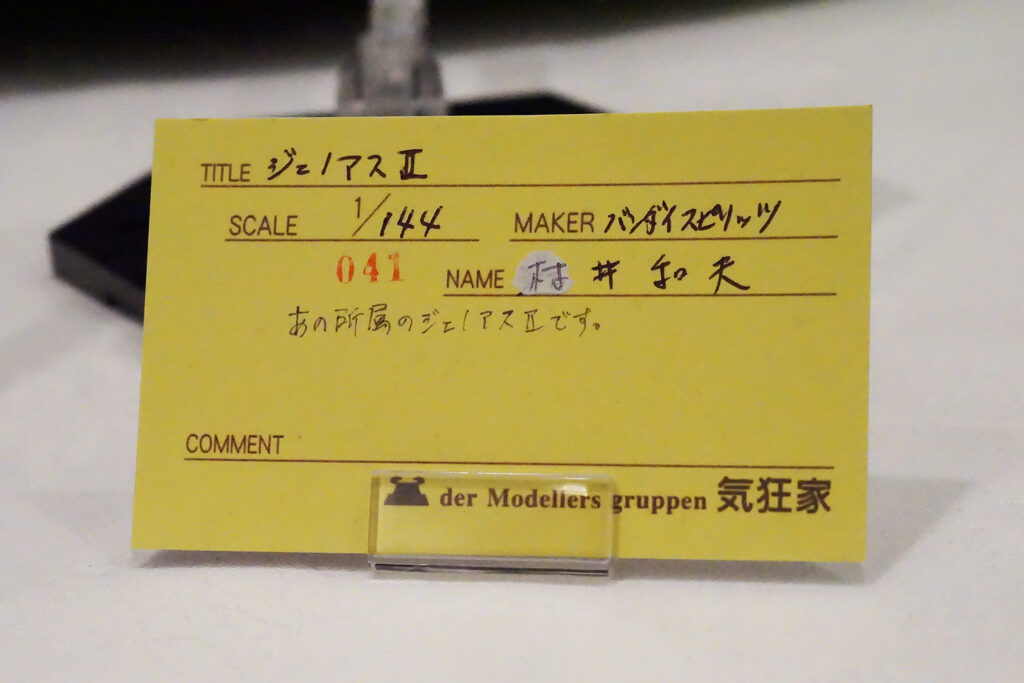 TITLE ジェノアスⅡ
SCALE 1/144 MAKER バンダイスピリッツ
041 NAME 村井和夫
あの所属のジェノアスⅡです。
COMMENT
der Modellers gruppen 気狂家